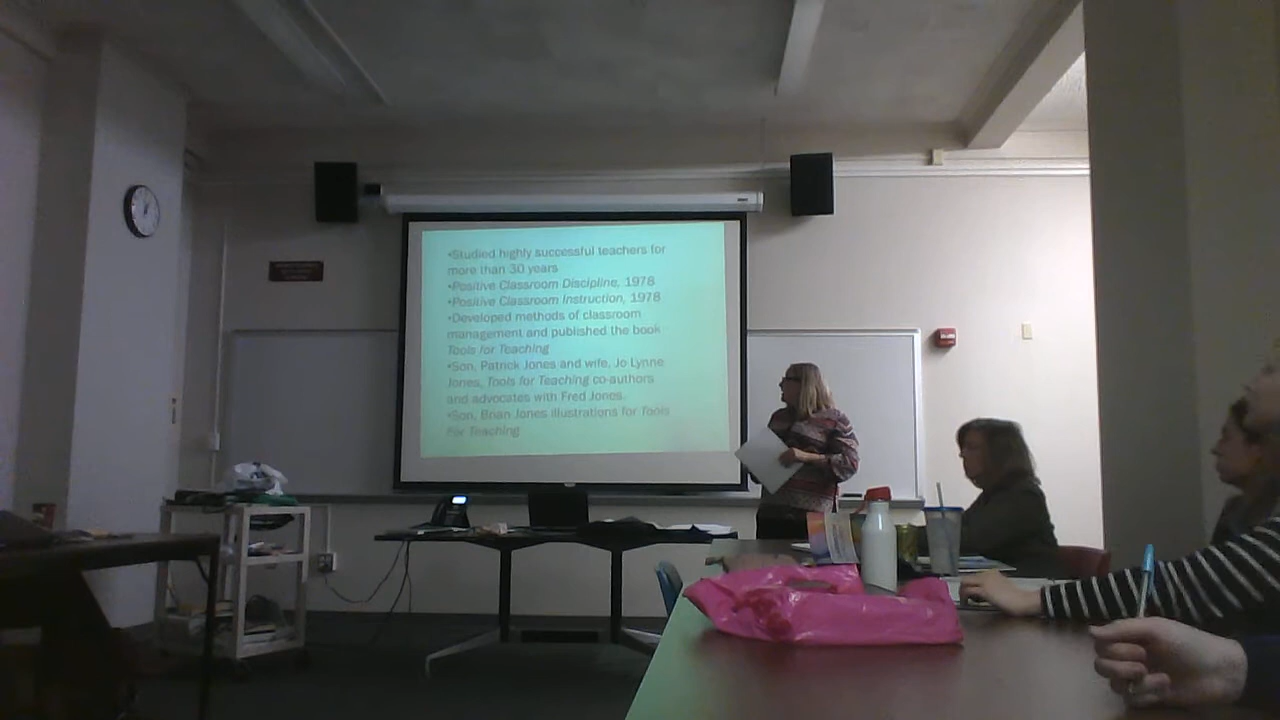 •Studied highly successful teachers for
more than 30 years
•Positive Classroom Discipline, 1978
•Positive Classroom Instruction, 1978
•Developed methods of classroom
management and published the book
Tools for Teaching
•Son, Patrick Jones and wife, Jo Lynne
Jones, Tools for Teaching co-authors
and advocates with Fred Jones.
•Son, Brian Jones illustrations for Tools
For Teaching